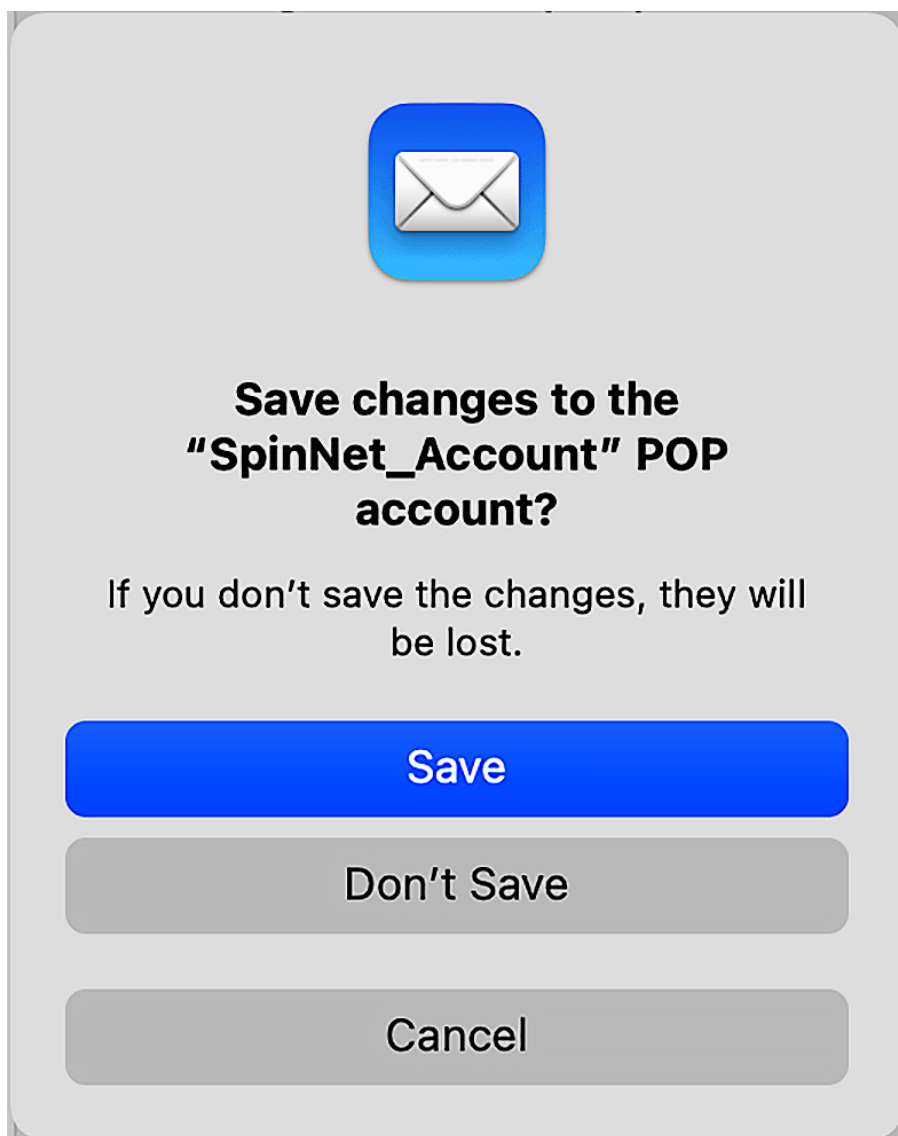 Save changes to the
“SpinNet_Account” POP
account?
If you don’t save the changes, they will
be lost.
Save
Don’t Save
Cancel